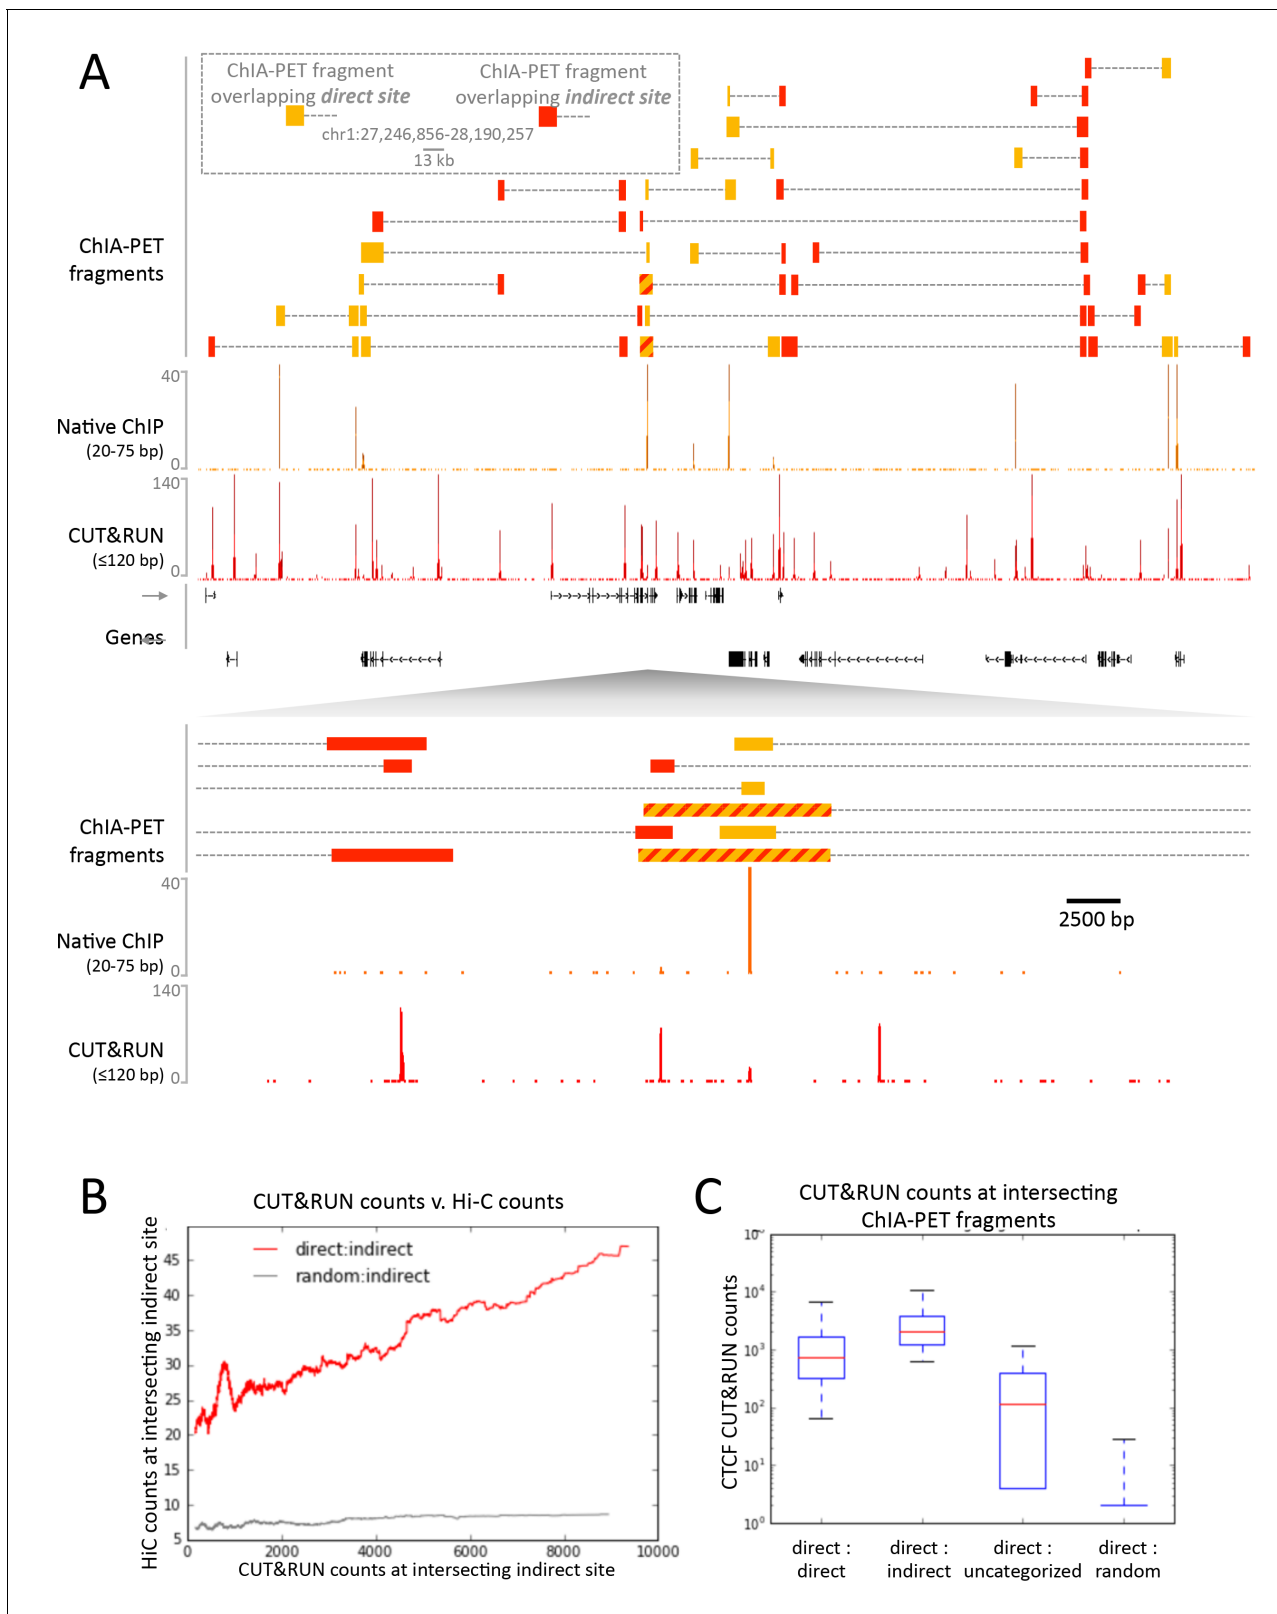 A
ChIA-PET fragment
overlapping direct site
ChIA-PET fragment
overlapping indirect site
chr1:27,246,856-28,190,257
13 kb
ChIA-PET
fragments
40
Native ChIP
(20-75 bp)
0
140
CUT&RUN
(≤120 bp)
0
Genes
ChIA-PET
fragments
40
Native ChIP
(20-75 bp)
0
2500 bp
140
CUT&RUN
(≤120 bp)
0
B
CUT&RUN counts v. Hi-C counts
HiC counts at intersecting indirect site
direct:indirect
random:indirect
45
40
35
30
25
20
15
10
5
0 2000 4000 6000 8000 10000
CUT&RUN counts at intersecting indirect site
C
CUT&RUN counts at intersecting
ChIA-PET fragments
CTCF CUT&RUN counts
10⁵
10⁴
10³
10²
10¹
10⁰
direct : direct : direct : direct :
direct indirect uncategorized random